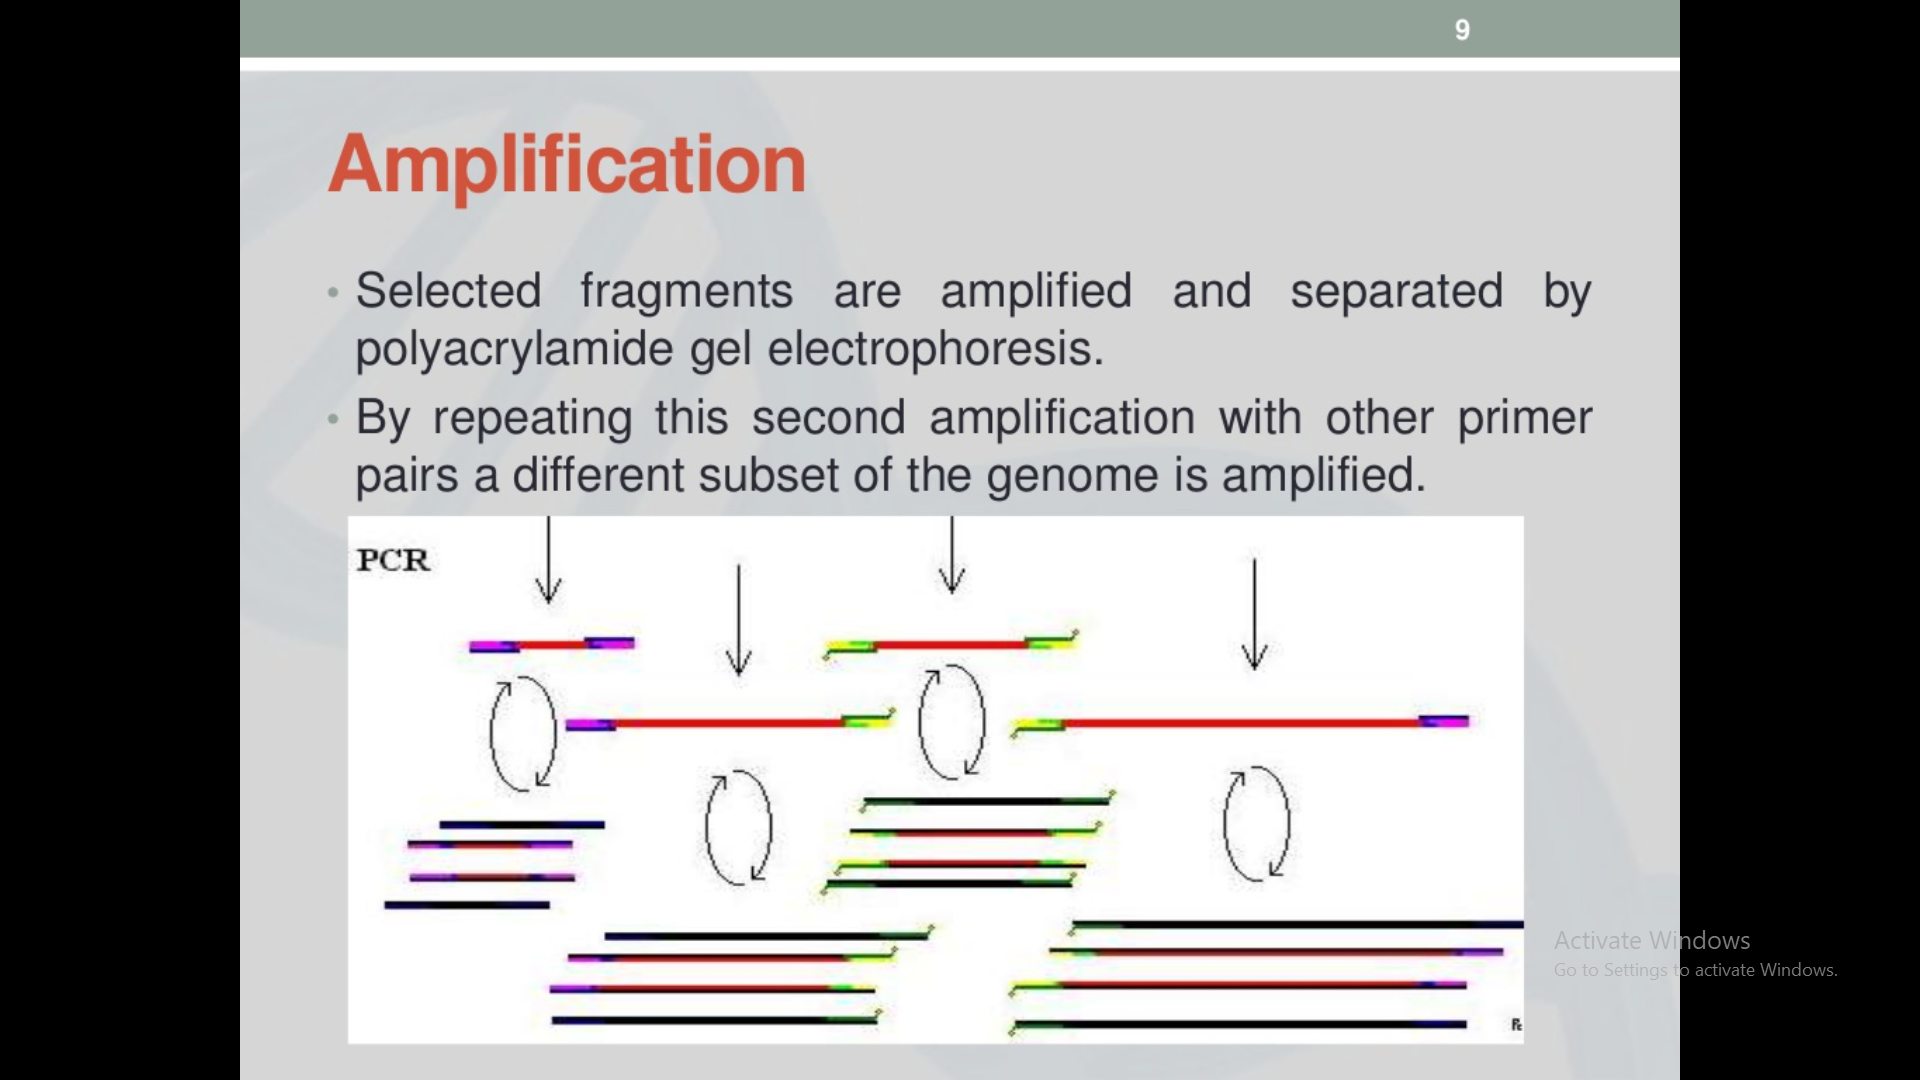 9
Amplification
• Selected fragments are amplified and separated by
polyacrylamide gel electrophoresis.
• By repeating this second amplification with other primer
pairs a different subset of the genome is amplified.
PCR
Activate Windows
Go to Settings to activate Windows.